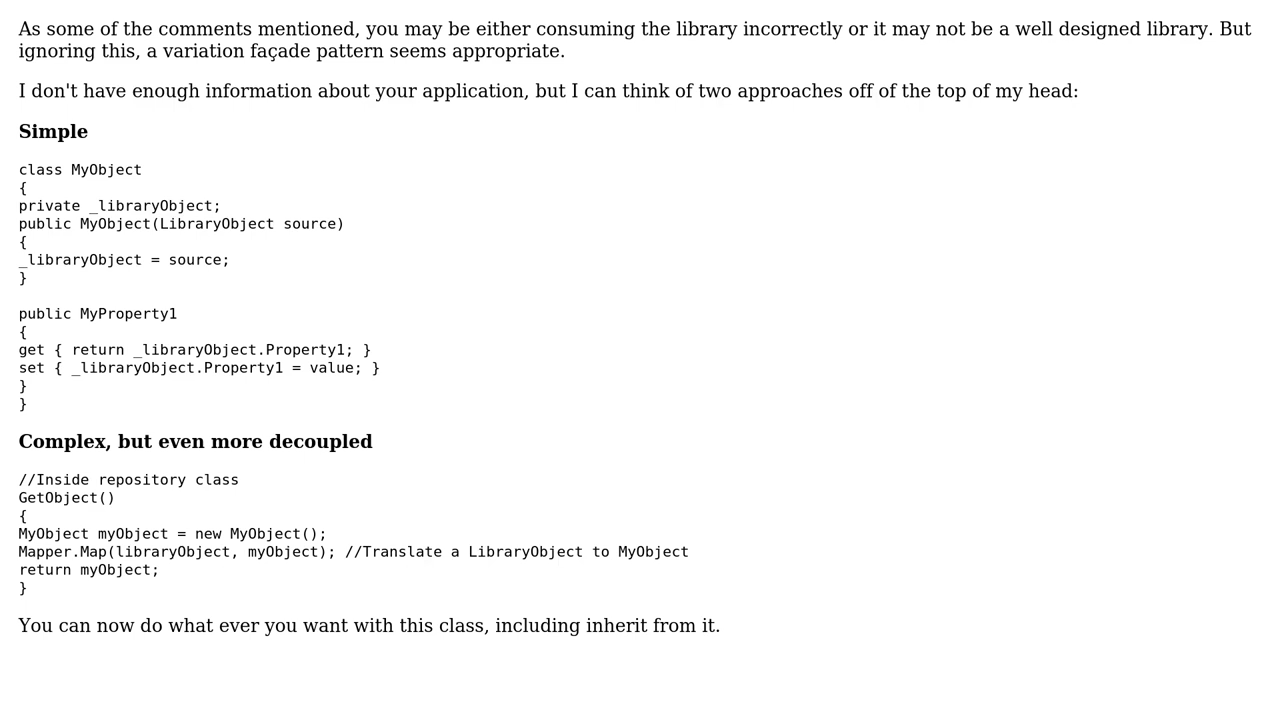 As some of the comments mentioned, you may be either consuming the library incorrectly or it may not be a well designed library. But
ignoring this, a variation façade pattern seems appropriate.
I don't have enough information about your application, but I can think of two approaches off of the top of my head:
Simple
class MyObject
{
private _libraryObject;
public MyObject(LibraryObject source)
{
_libraryObject = source;
}
public MyProperty1
{
get { return _libraryObject.Property1; }
set { _libraryObject.Property1 = value; }
}
}
Complex, but even more decoupled
//Inside repository class
GetObject()
{
MyObject myObject = new MyObject();
Mapper.Map(libraryObject, myObject); //Translate a LibraryObject to MyObject
return myObject;
}
You can now do what ever you want with this class, including inherit from it.